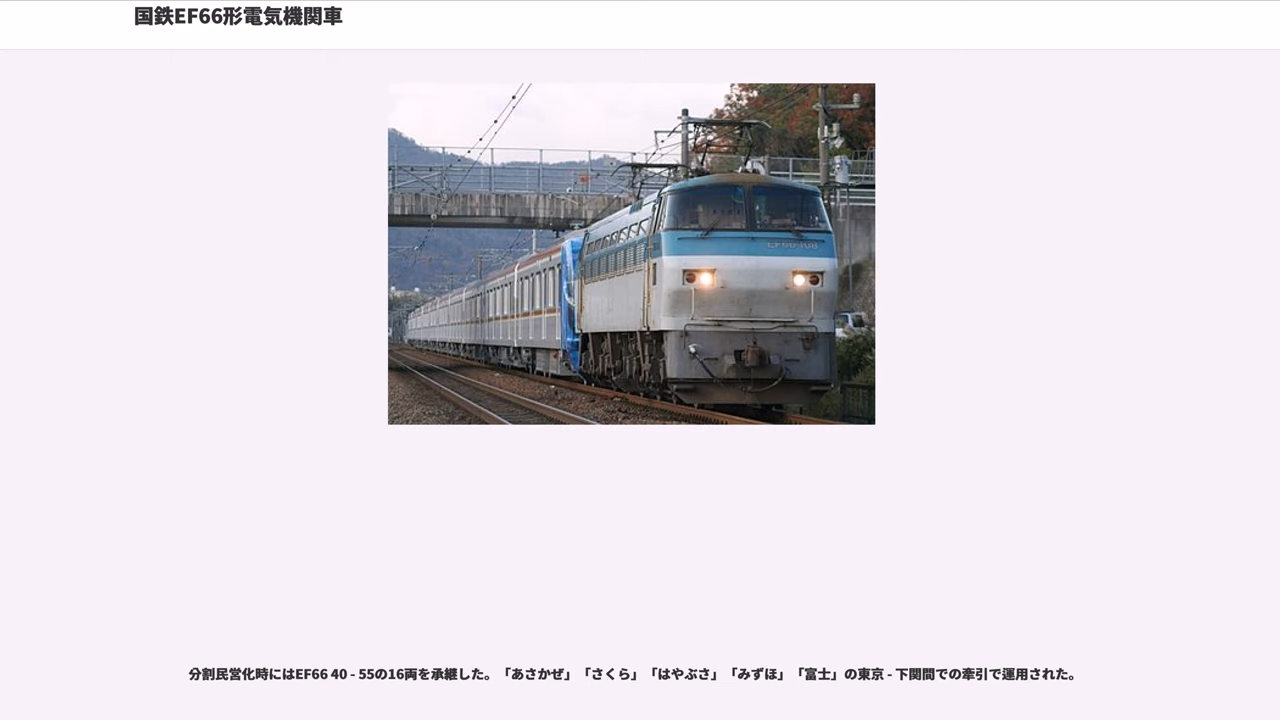 国鉄EF66形電気機関車
分割民営化時にはEF66 40 - 55の16両を承継した。「あさかぜ」「さくら」「はやぶさ」「みずほ」「富士」の東京 - 下関間での牽引で運用された。